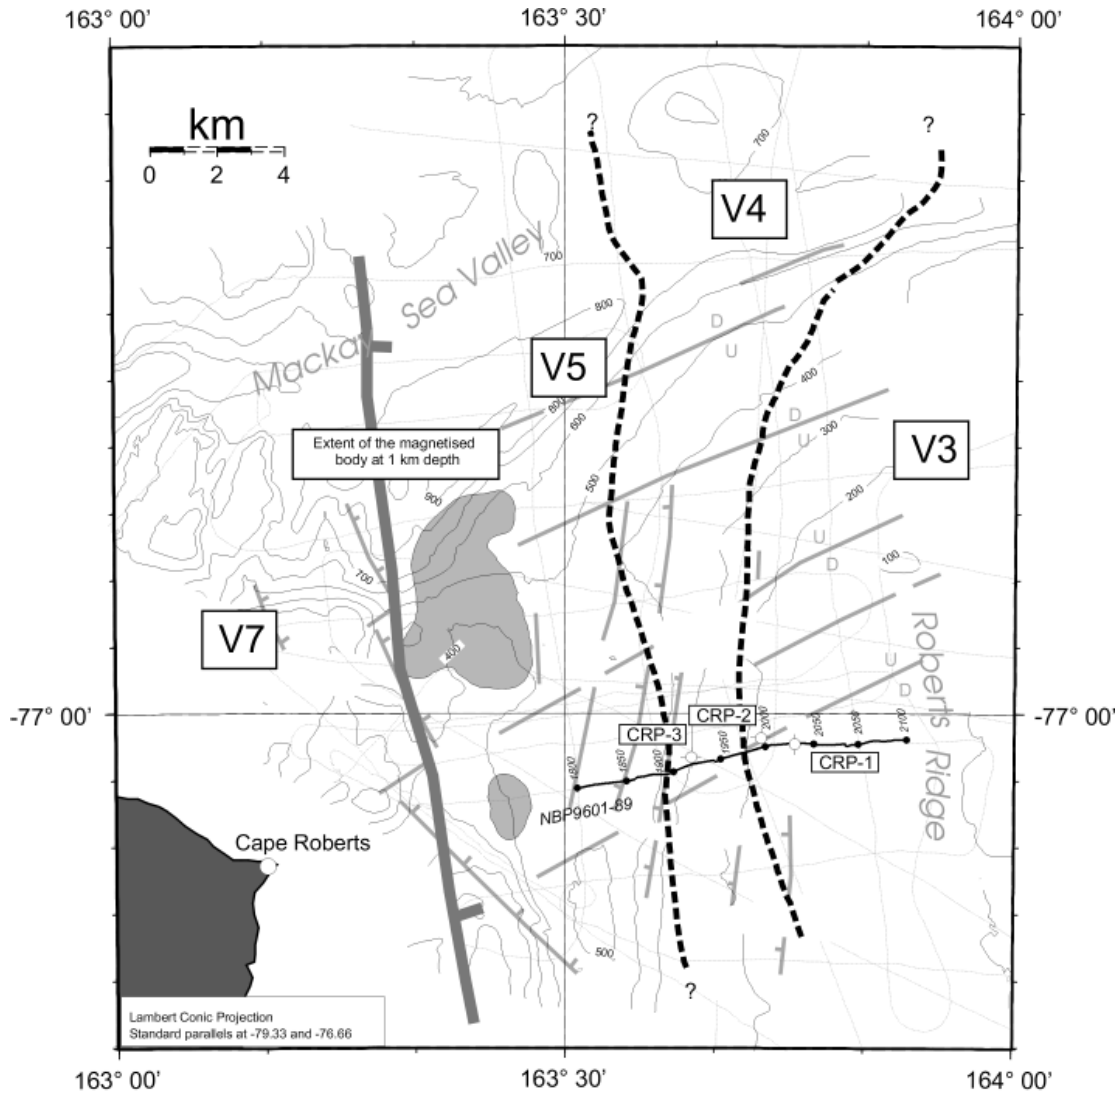 163° 00’
163° 30’
164° 00’
km
0 2 4
?
?
700
V4
Mackay Sea Valley
700
800
D
U
V5
400
800
600
D
U
300
V3
Extent of the magnetised
body at 1 km depth
900
500
200
U
D
100
700
V7
400
Roberts Ridge
U
D
-77° 00’
-77° 00’
CRP-2
CRP-3
CRP-1
1800
1850
1900
1950
2000
2050
2100
NBP9601-89
Cape Roberts
500
?
Lambert Conic Projection
Standard parallels at -79.33 and -76.66
163° 00’
163° 30’
164° 00’